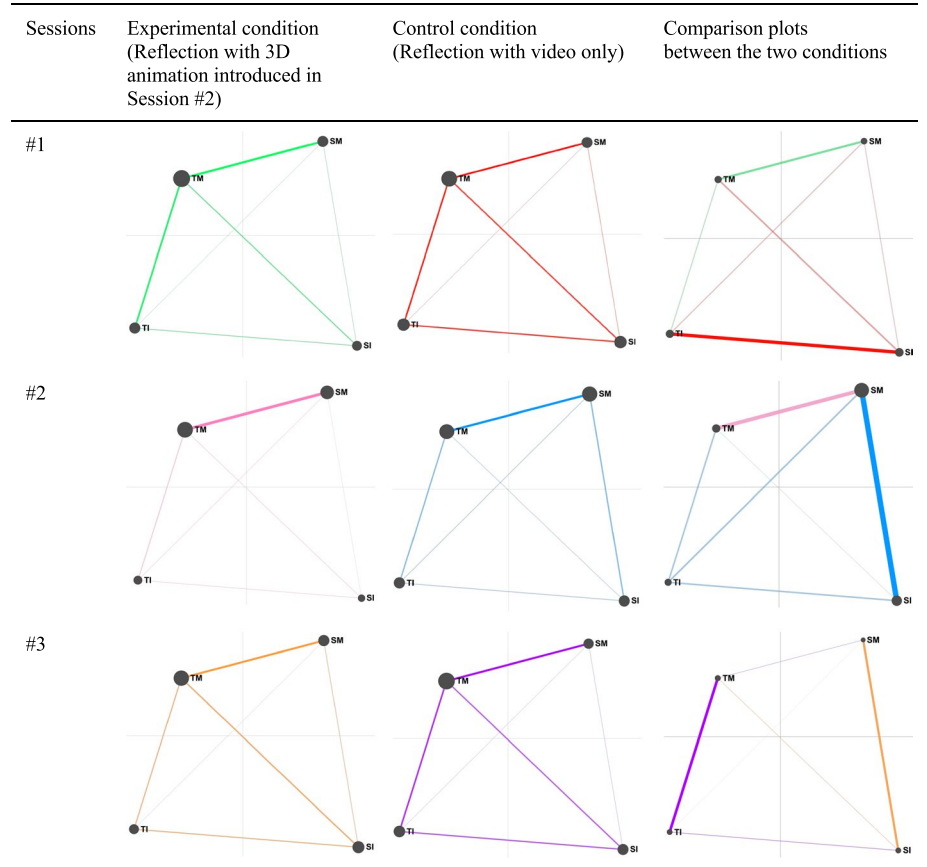 Sessions
Experimental condition
(Reflection with 3D
animation introduced in
Session #2)
Control condition
(Reflection with video only)
Comparison plots
between the two conditions
#1
SM
TM
TI
SI
SM
TM
TI
SI
SM
TM
TI
SI
#2
SM
TM
TI
SI
SM
TM
TI
SI
SM
TM
TI
SI
#3
SM
TM
TI
SI
SM
TM
TI
SI
SM
TM
TI
SI